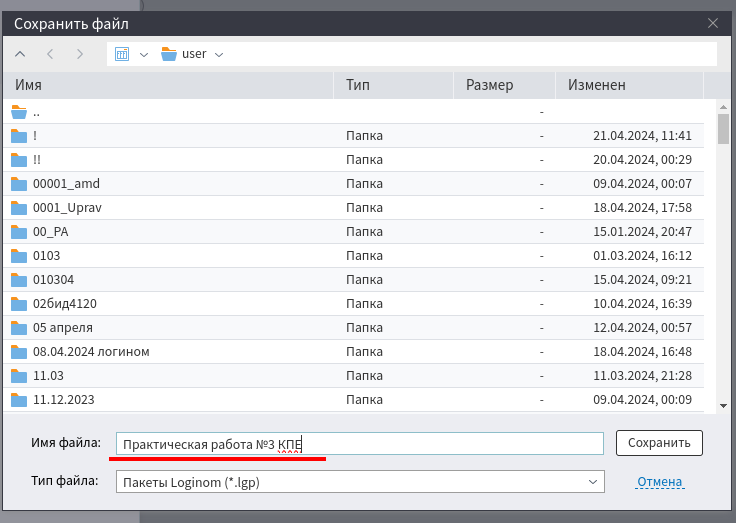 Сохранить файл
user
Имя Тип Размер Изменен
.. -
! Папка - 21.04.2024, 11:41
!! Папка - 20.04.2024, 00:29
00001_amd Папка - 09.04.2024, 00:07
0001_Uprav Папка - 18.04.2024, 17:58
00_PA Папка - 15.01.2024, 20:47
0103 Папка - 01.03.2024, 16:12
010304 Папка - 15.04.2024, 09:21
02бид4120 Папка - 10.04.2024, 16:39
05 апреля Папка - 12.04.2024, 00:57
08.04.2024 логином Папка - 18.04.2024, 16:48
11.03 Папка - 11.03.2024, 21:28
11.12.2023 Папка - 09.04.2024, 00:09
Имя файла: Практическая работа №3 КПЕ Сохранить
Тип файла: Пакеты Loginom (*.lgp) Отмена